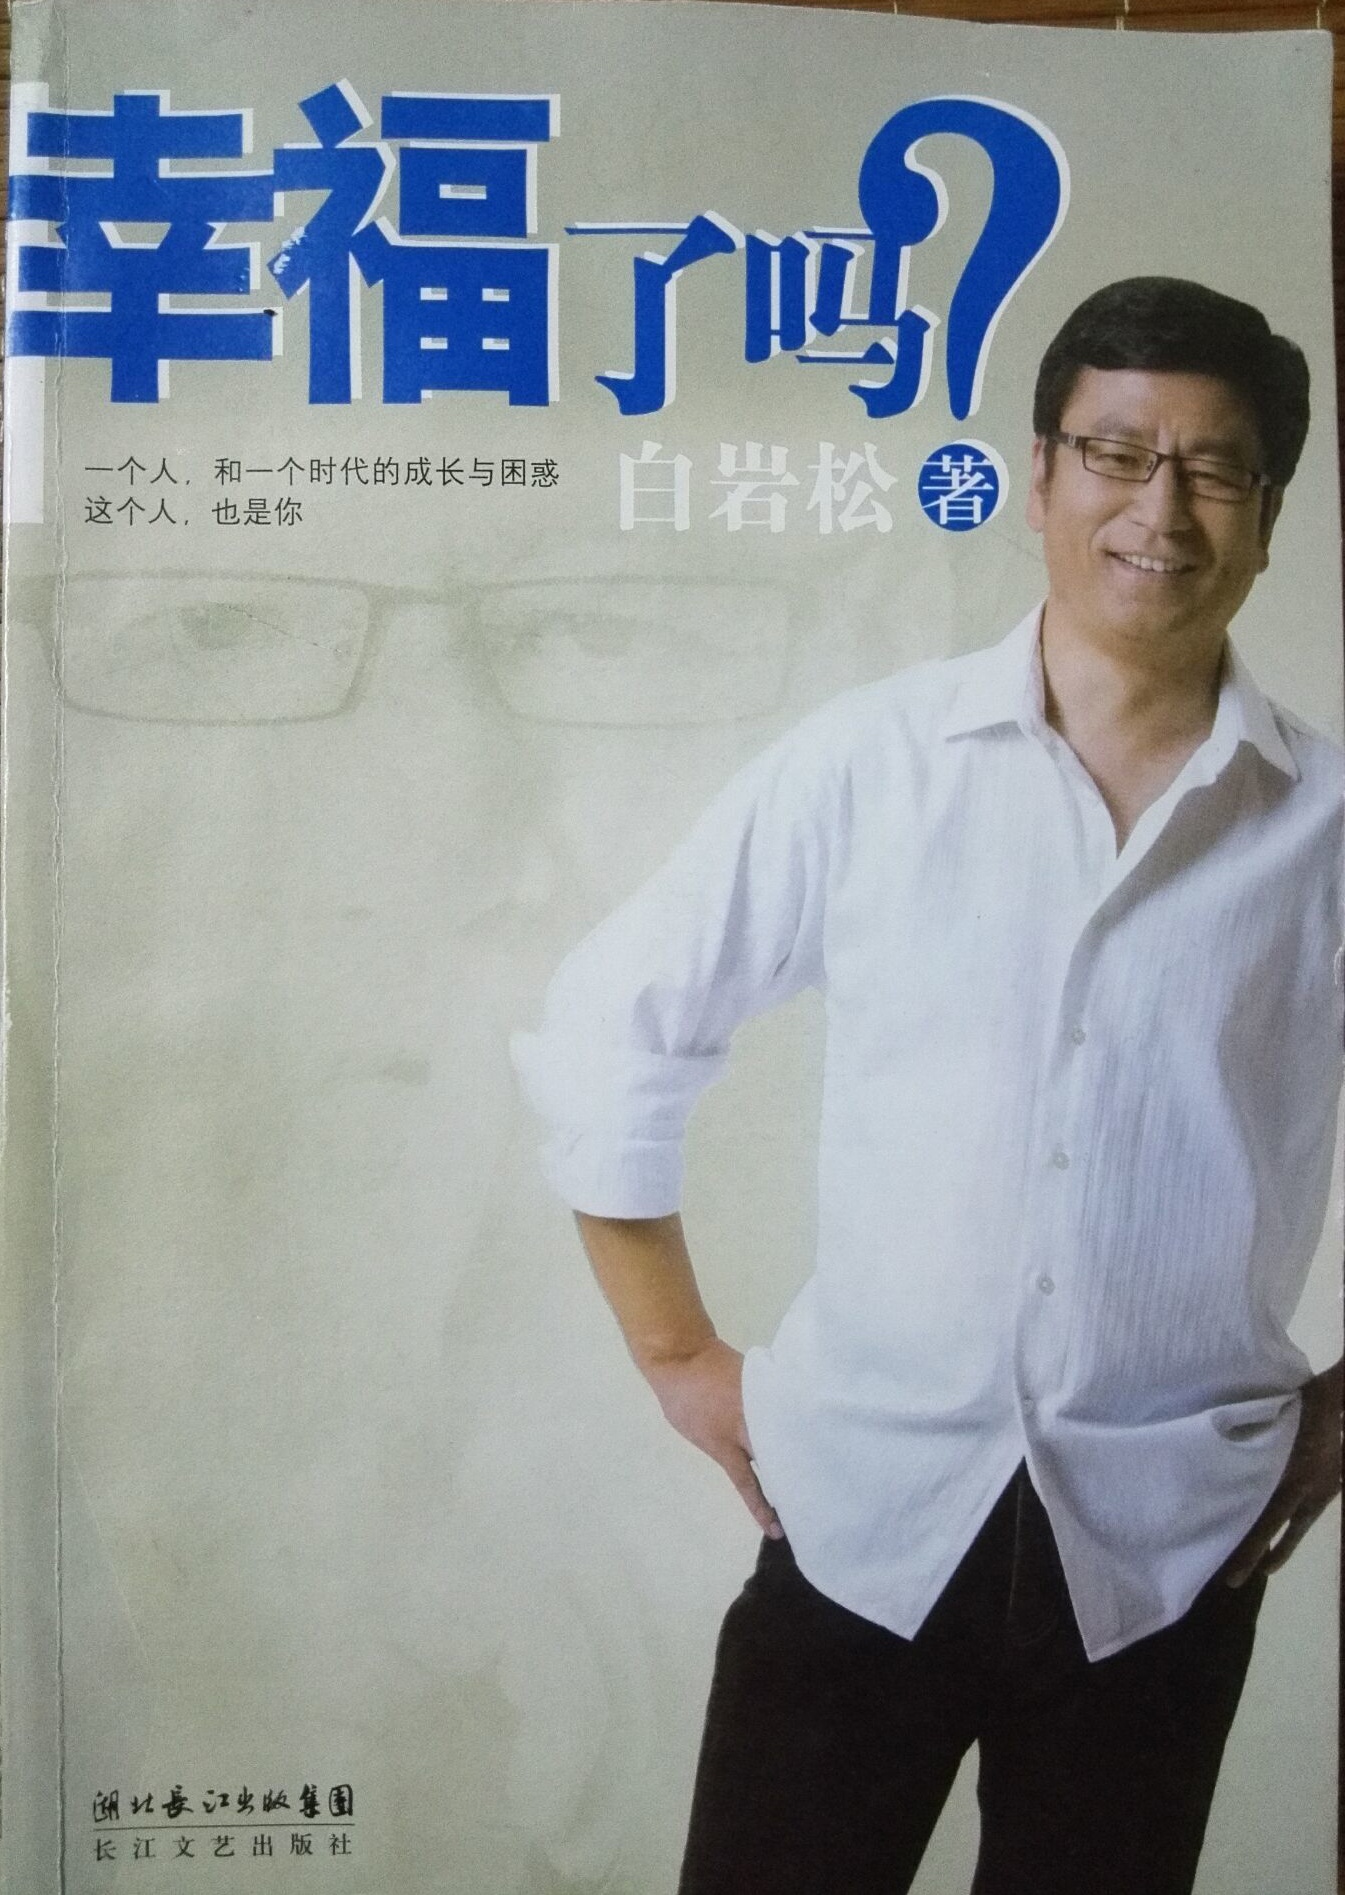 幸福了吗?
白岩松 著
一个人，和一个时代的成长与困惑
这个人，也是你
湖北長江出版集團
长江文艺出版社